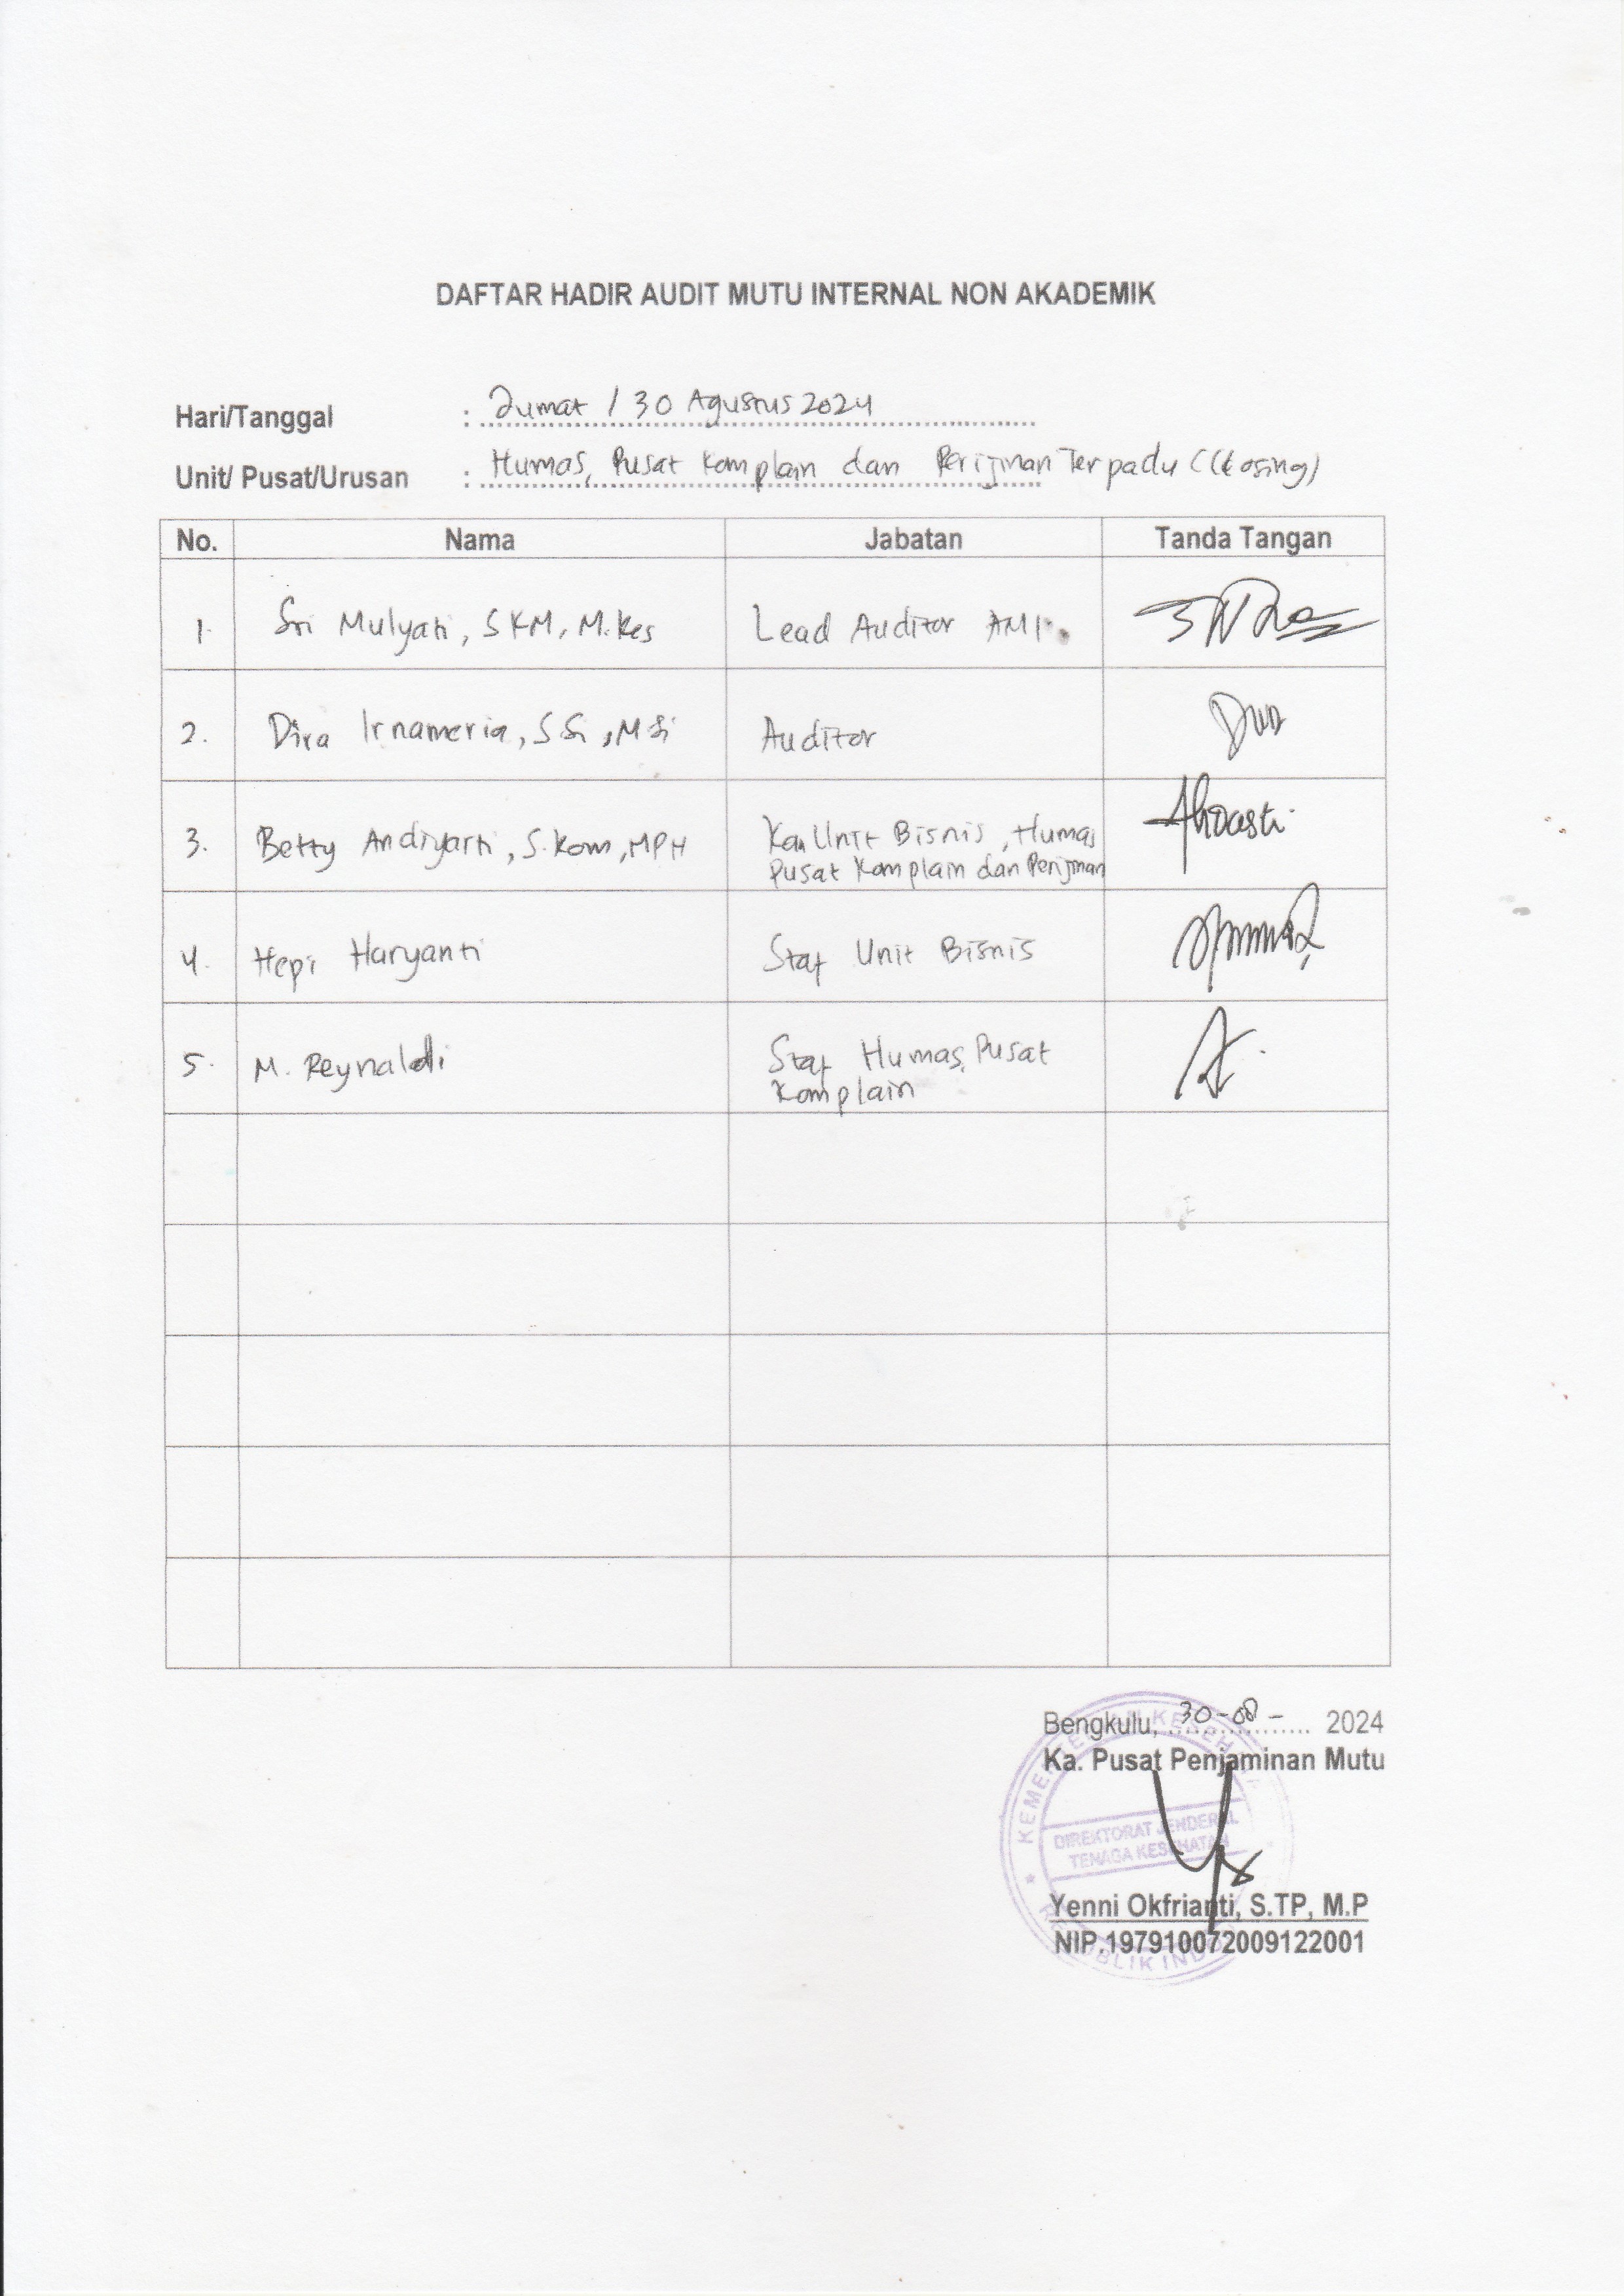 DAFTAR HADIR AUDIT MUTU INTERNAL NON AKADEMIK
Hari/Tanggal : Jumat / 30 Agustus 2024
Unit/ Pusat/Urusan : Humas, Pusat Komplain dan Perijinan Terpadu (Closing)
No. Nama Jabatan Tanda Tangan
1. Sri Mulyati, SKM, M.Kes Lead Auditor AMI
2. Dira Irnameria, S.Si, M.Si Auditor
3. Betty Andiyarti, S.Kom, MPH Ka Unit Bisnis, Humas
Pusat Komplain dan Perijinan
4. Hepi Haryanti Staf Unit Bisnis
5. M. Reynaldi Staf Humas, Pusat
Komplain
Bengkulu, 30-08- 2024
Ka. Pusat Penjaminan Mutu
DIREKTORAT JENDERAL
TENAGA KESEHATAN
Yenni Okfrianti, S.TP, M.P
NIP.197910072009122001